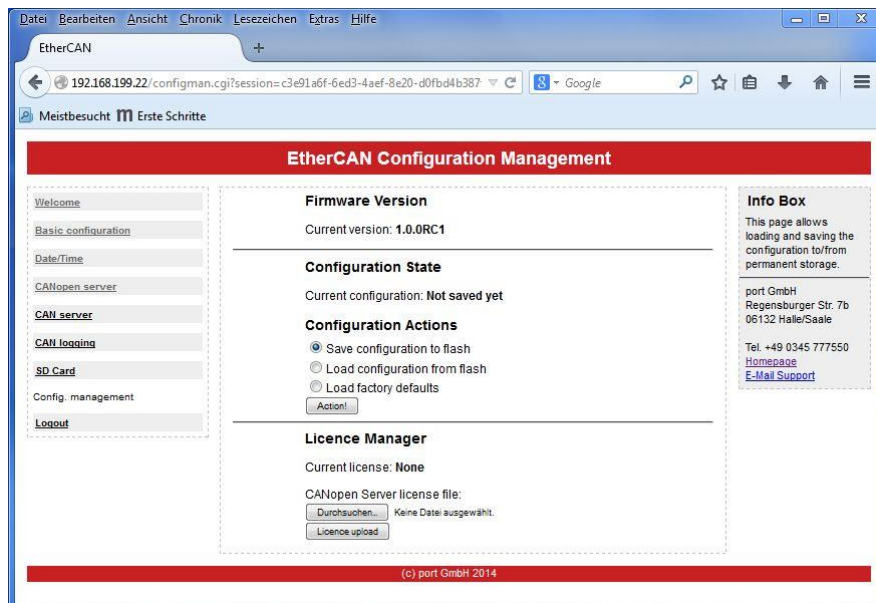 Datei Bearbeiten Ansicht Chronik Lesezeichen Extras Hilfe
EtherCAN
192.168.199.22/configman.cgi?session=c3e91a6f-6ed3-4aef-8e20-d0fbd4b387
Google
Meistbesucht
Erste Schritte
EtherCAN Configuration Management
Welcome
Basic configuration
Date/Time
CANopen server
CAN server
CAN logging
SD Card
Config. management
Logout
Firmware Version
Current version: 1.0.0RC1
Configuration State
Current configuration: Not saved yet
Configuration Actions
Save configuration to flash
Load configuration from flash
Load factory defaults
Action!
Licence Manager
Current license: None
CANopen Server license file:
Durchsuchen.. Keine Datei ausgewählt.
Licence upload
Info Box
This page allows
loading and saving the
configuration to/from
permanent storage.
port GmbH
Regensburger Str. 7b
06132 Halle/Saale
Tel. +49 0345 777550
Homepage
E-Mail Support
(c) port GmbH 2014